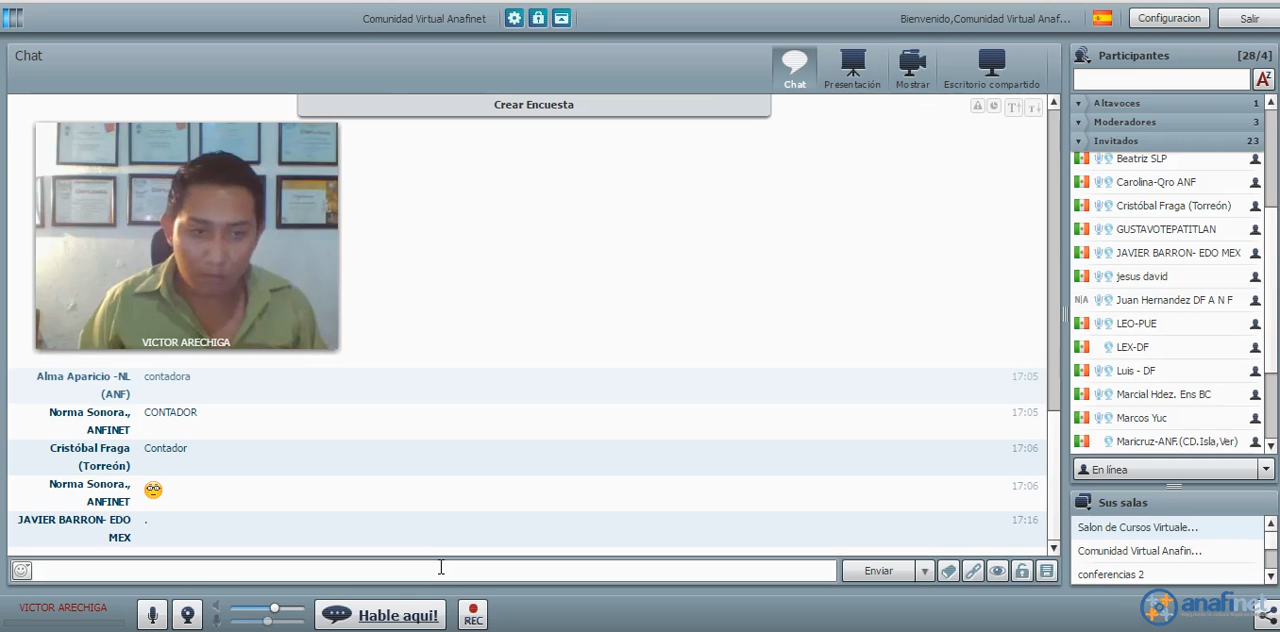 Comunidad Virtual Anafinet
Bienvenido,Comunidad Virtual Anaf...
Configuracion
Salir
Chat
Chat
Presentación
Mostrar
Escritorio compartido
Crear Encuesta
VICTOR ARECHIGA
Alma Aparicio -NL contadora 17:05
(ANF)
Norma Sonora., CONTADOR 17:05
ANFINET
Cristóbal Fraga Contador 17:06
(Torreón)
Norma Sonora., 17:06
ANFINET
JAVIER BARRON- EDO . 17:16
MEX
Enviar
Participantes [28/4]
Altavoces 1
Moderadores 3
Invitados 23
Beatriz SLP
Carolina-Qro ANF
Cristóbal Fraga (Torreón)
GUSTAVOTEPATITLAN
JAVIER BARRON- EDO MEX
jesus david
N/A Juan Hernandez DF A N F
LEO-PUE
LEX-DF
Luis - DF
Marcial Hdez. Ens BC
Marcos Yuc
Maricruz-ANF.(CD.Isla,Ver)
En línea
Sus salas
Salon de Cursos Virtuale...
Comunidad Virtual Anafin...
conferencias 2
VICTOR ARECHIGA
Hable aqui!
REC
anafinet